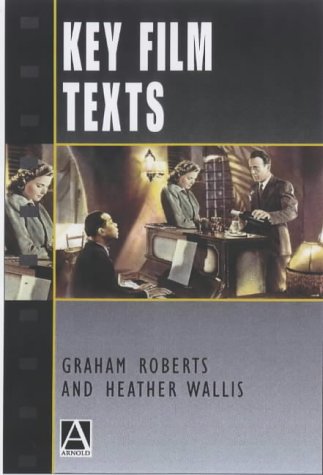 KEY FILM
TEXTS
GRAHAM ROBERTS
AND HEATHER WALLIS
A
ARNOLD